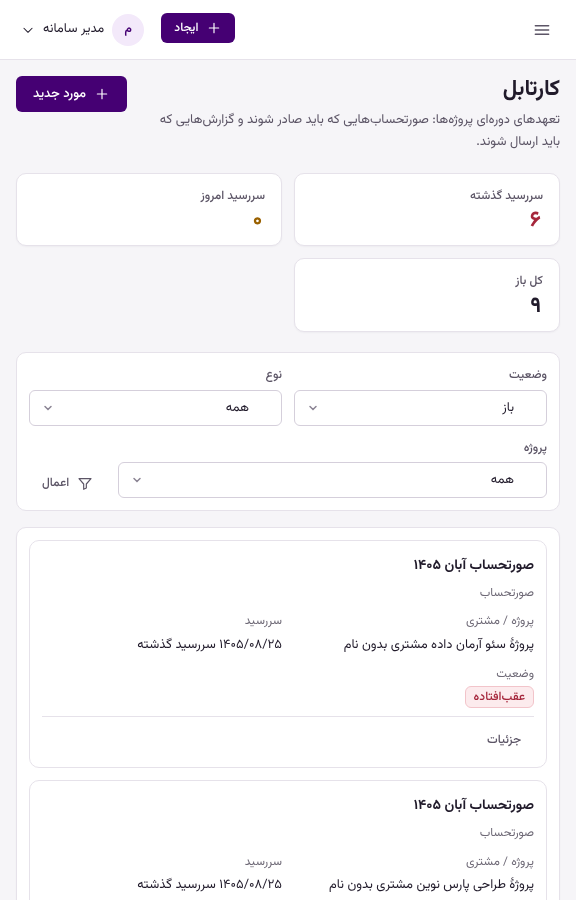 ایجاد
م
مدیر سامانه
کارتابل
مورد جدید
تعهدهای دوره‌ای پروژه‌ها: صورتحساب‌هایی که باید صادر شوند و گزارش‌هایی که
باید ارسال شوند.
سررسید گذشته
۶
سررسید امروز
۰
کل باز
۹
وضعیت
باز
نوع
همه
پروژه
همه
اعمال
صورتحساب آبان ۱۴۰۵
صورتحساب
پروژه / مشتری
پروژهٔ سئو آرمان داده مشتری بدون نام
سررسید
۱۴۰۵/۰۸/۲۵ سررسید گذشته
وضعیت
عقب‌افتاده
جزئیات
صورتحساب آبان ۱۴۰۵
صورتحساب
پروژه / مشتری
پروژهٔ طراحی پارس نوین مشتری بدون نام
سررسید
۱۴۰۵/۰۸/۲۵ سررسید گذشته